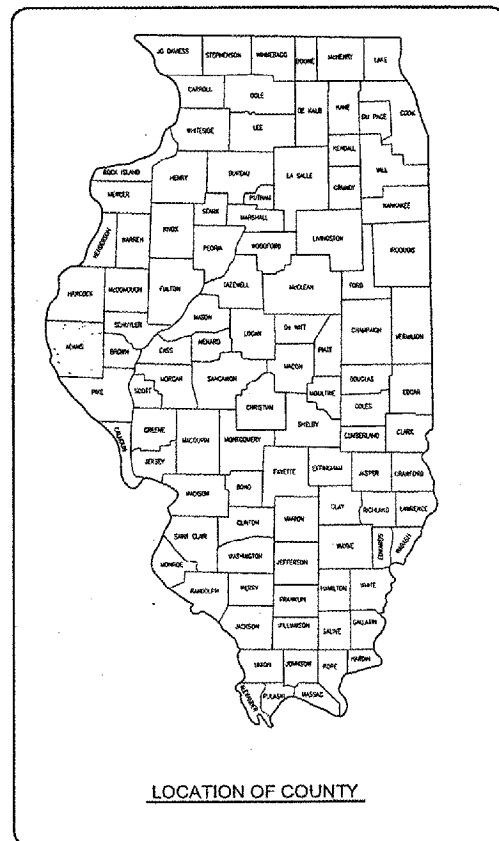 JO DAVIESS STEPHENSON WINNEBAGO BOONE McHENRY LAKE
CARROLL OGLE DE KALB KANE DU PAGE COOK
WHITESIDE LEE KENDALL WILL
ROCK ISLAND HENRY BUREAU LA SALLE GRUNDY
MERCER PUTNAM KANKAKEE
HENDERSON WARREN KNOX STARK MARSHALL LIVINGSTON IROQUOIS
PEORIA WOODFORD
HANCOCK McDONOUGH FULTON TAZEWELL McCLEAN FORD
SCHUYLER MASON LOGAN De WITT CHAMPAIGN VERMILION
ADAMS BROWN CASS MENARD MACON PIATT
PIKE SCOTT MORGAN SANGAMON MOULTRIE DOUGLAS EDGAR
CHRISTIAN COLES
CALHOUN GREENE MACOUPIN MONTGOMERY SHELBY CUMBERLAND CLARK
JERSEY FAYETTE EFFINGHAM JASPER CRAWFORD
MADISON BOND CLAY RICHLAND LAWRENCE
SAINT CLAIR CLINTON MARION WAYNE EDWARDS WABASH
MONROE WASHINGTON JEFFERSON
RANDOLPH PERRY FRANKLIN HAMILTON WHITE
JACKSON WILLIAMSON SALINE GALLATIN
UNION JOHNSON POPE HARDIN
ALEXANDER PULASKI MASSAC
LOCATION OF COUNTY